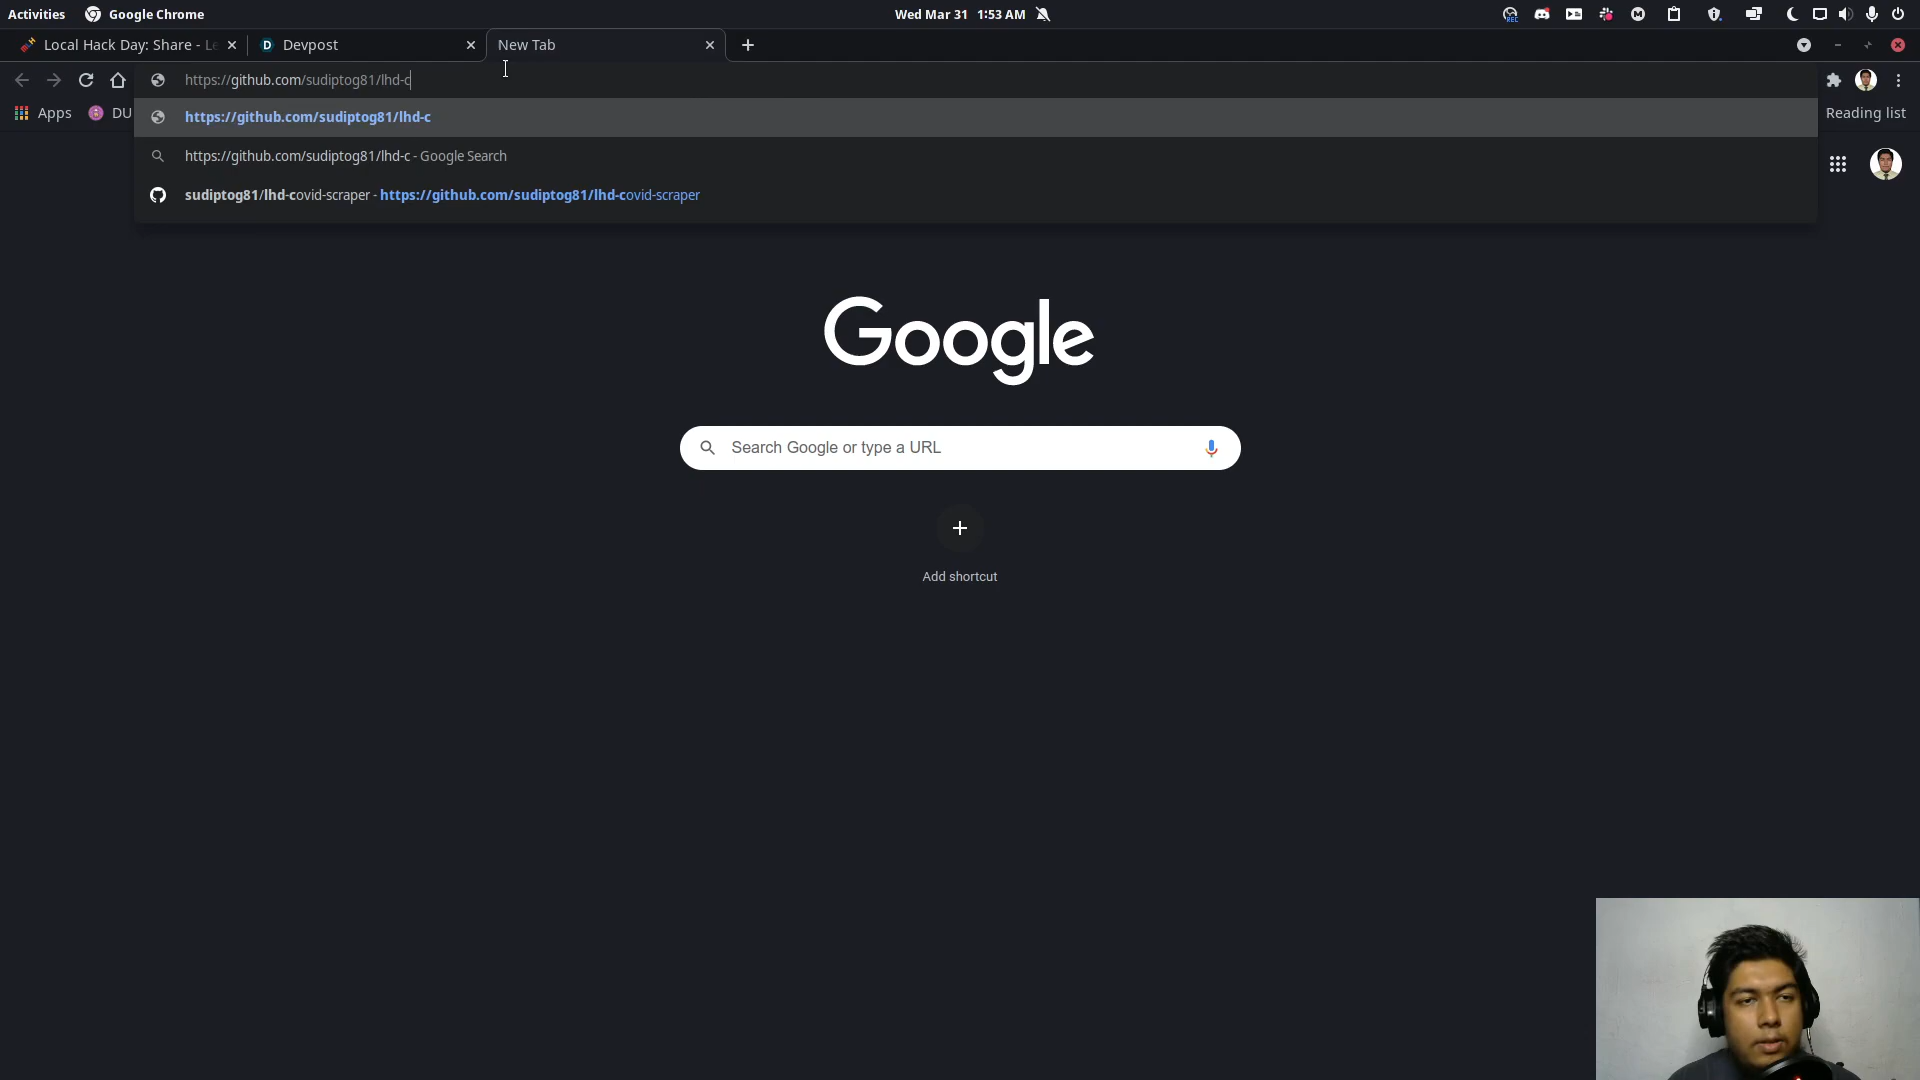 Activities Google Chrome Wed Mar 31 1:53 AM
Local Hack Day: Share - Le Devpost New Tab
https://github.com/sudiptog81/lhd-c
https://github.com/sudiptog81/lhd-c
Apps DU Reading list
https://github.com/sudiptog81/lhd-c - Google Search
sudiptog81/lhd-covid-scraper - https://github.com/sudiptog81/lhd-covid-scraper
Google
Search Google or type a URL
Add shortcut